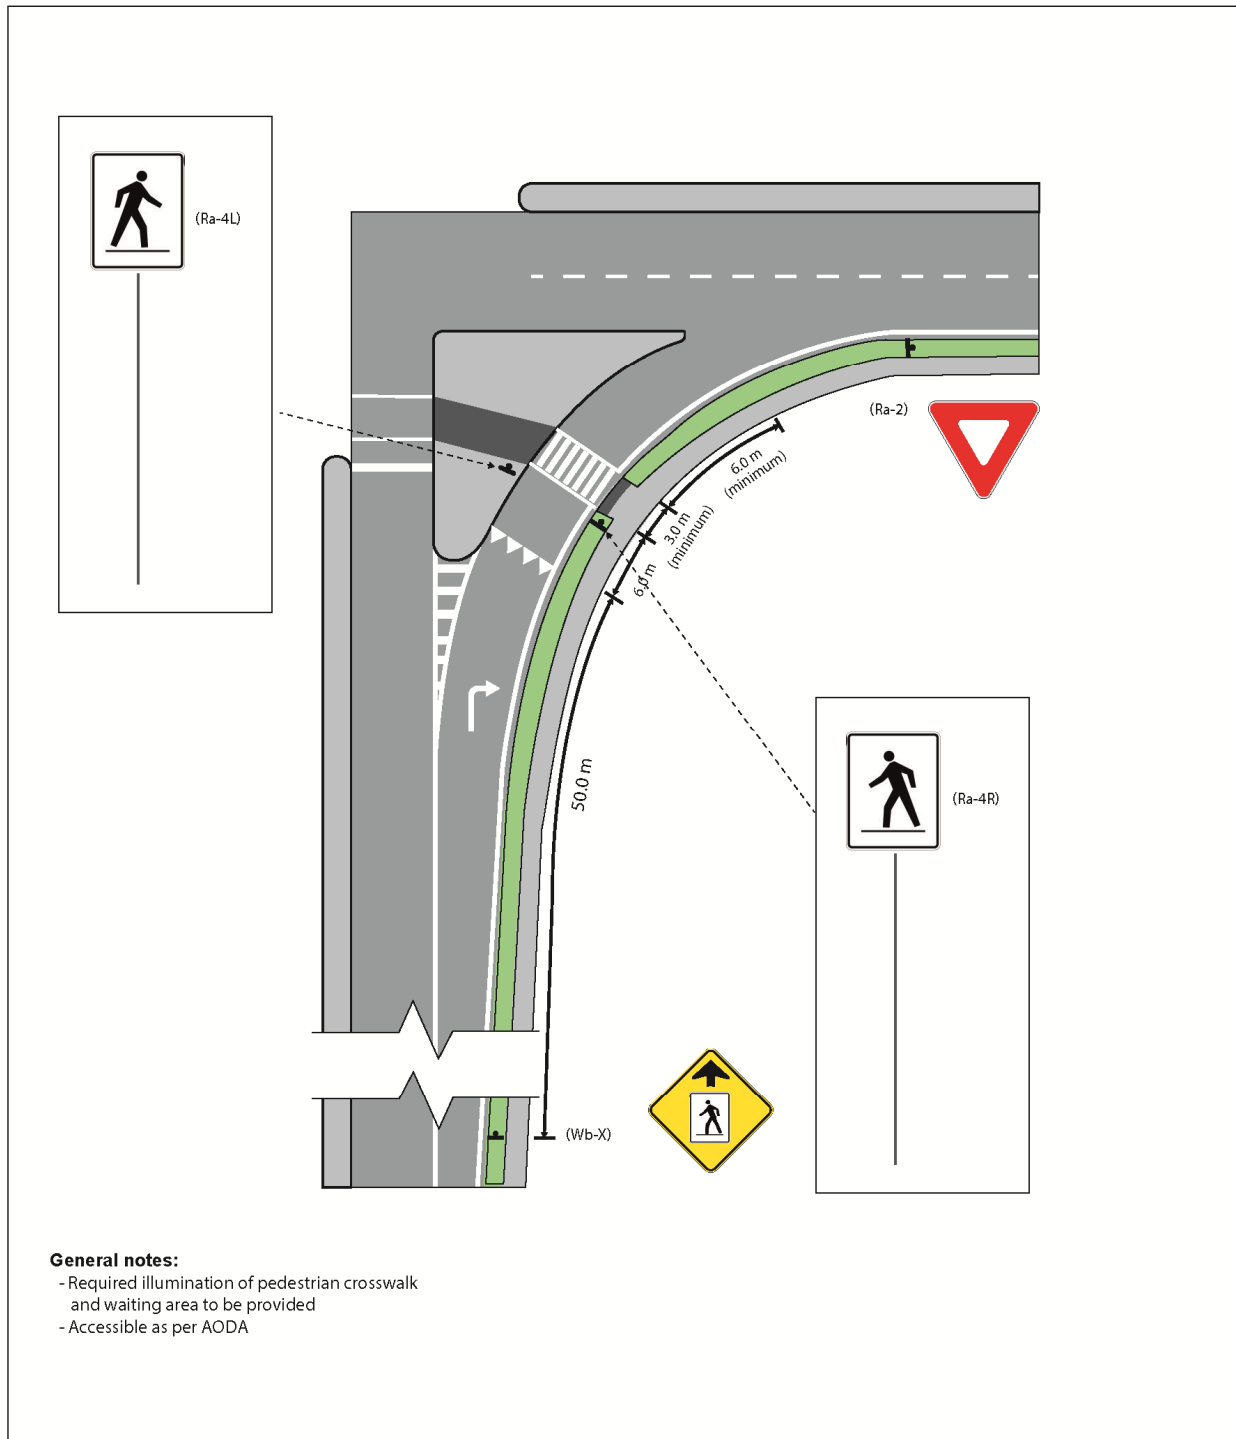 (Ra-4L)
(Ra-2)
6.0 m
(minimum)
3.0 m
(minimum)
6.0 m
50.0 m
(Ra-4R)
(Wb-X)
General notes:
- Required illumination of pedestrian crosswalk
and waiting area to be provided
- Accessible as per AODA